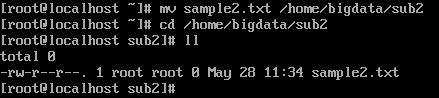 [root@localhost ~]# mv sample2.txt /home/bigdata/sub2
[root@localhost ~]# cd /home/bigdata/sub2
[root@localhost sub2]# ll
total 0
-rw-r--r--. 1 root root 0 May 28 11:34 sample2.txt
[root@localhost sub2]#